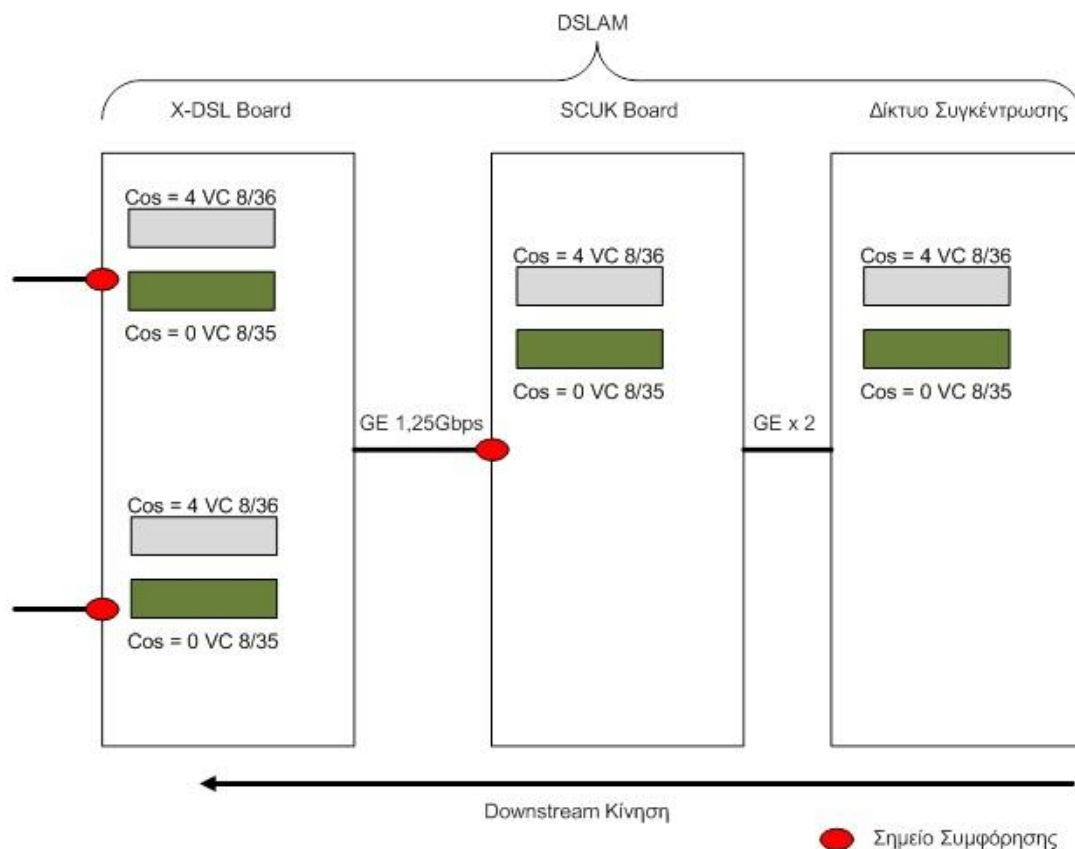 DSLAM
X-DSL Board
SCUK Board
Δίκτυο Συγκέντρωσης
Cos = 4 VC 8/36
Cos = 0 VC 8/35
Cos = 4 VC 8/36
Cos = 0 VC 8/35
GE 1,25Gbps
Cos = 4 VC 8/36
Cos = 0 VC 8/35
GE x 2
Cos = 4 VC 8/36
Cos = 0 VC 8/35
Downstream Κίνηση
Σημείο Συμφόρησης